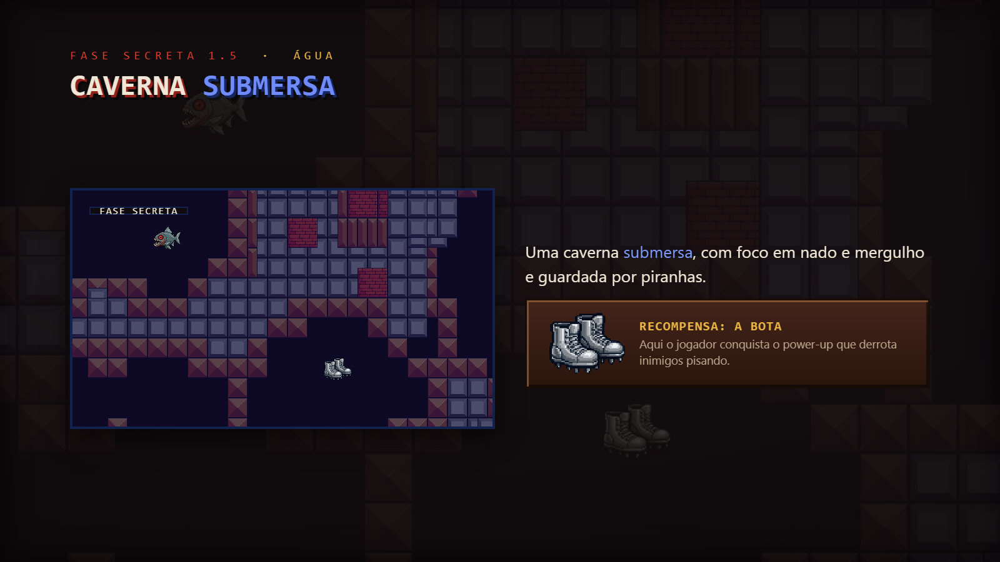 FASE SECRETA 1.5 · ÁGUA
CAVERNA SUBMERSA
FASE SECRETA
Uma caverna submersa, com foco em nado e mergulho
e guardada por piranhas.
RECOMPENSA: A BOTA
Aqui o jogador conquista o power-up que derrota
inimigos pisando.